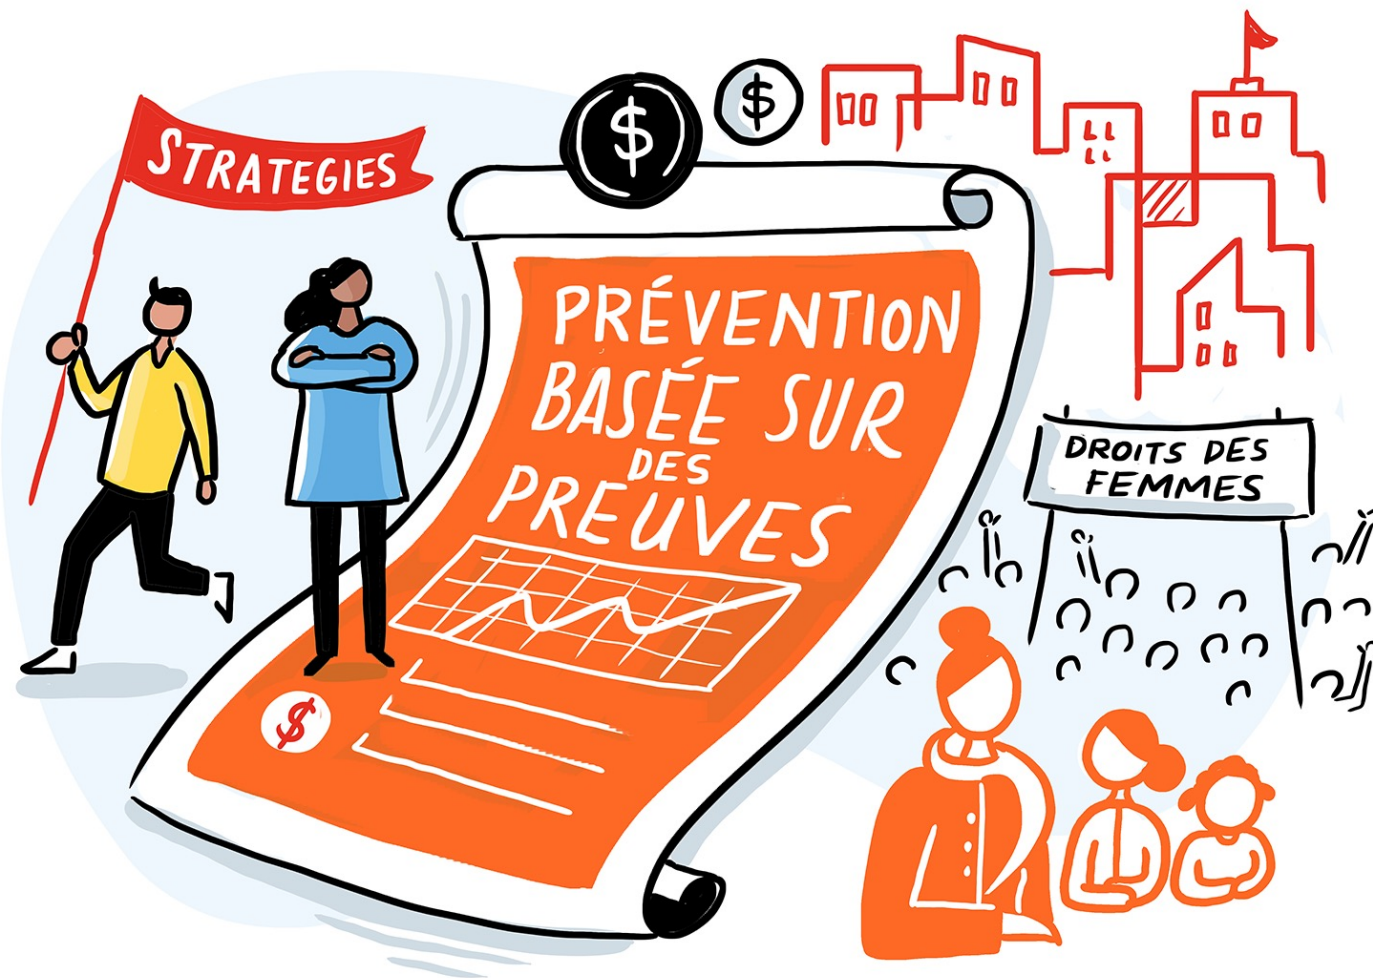 STRATEGIES
$
$
PRÉVENTION
BASÉE SUR
DES
PREUVES
$
DROITS DES
FEMMES